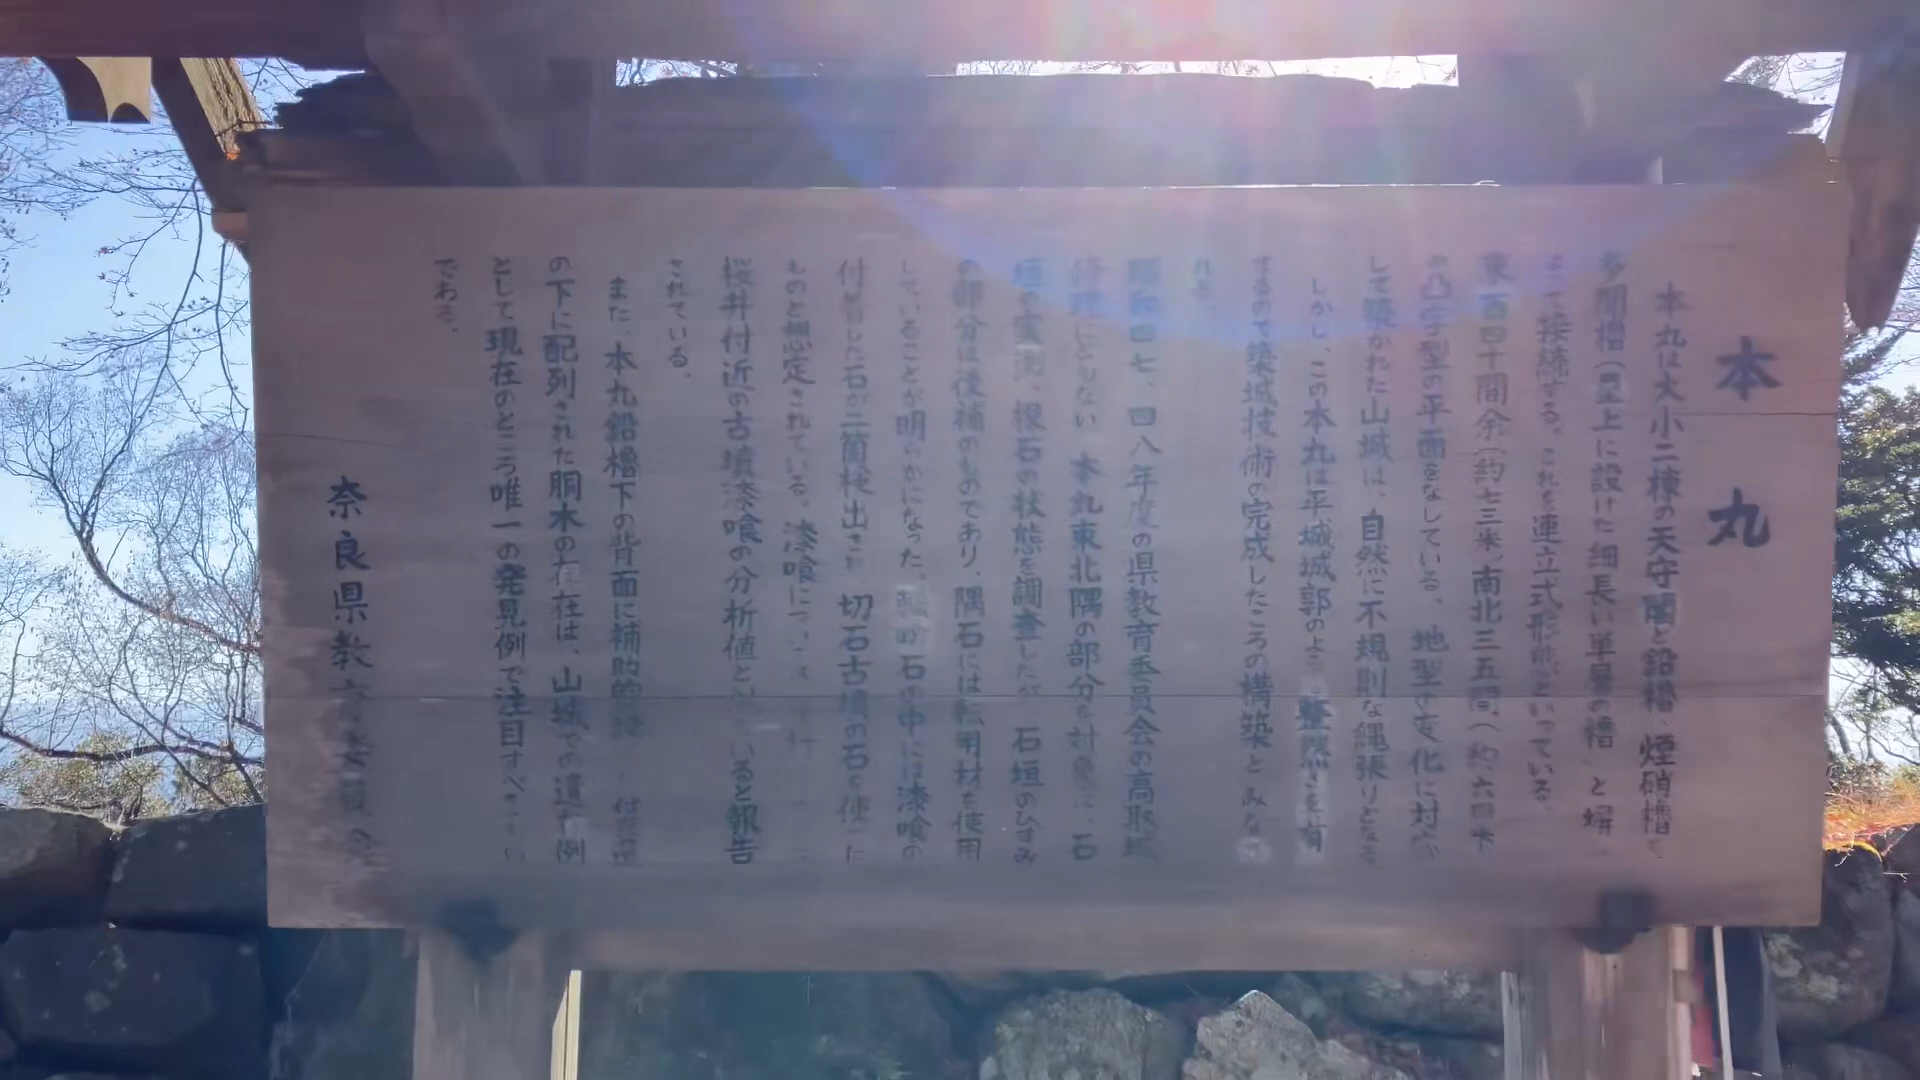 本丸
本丸は大小二棟の天守閣と鉛櫓、煙硝櫓を
多聞櫓(塁上に設けた細長い単層の櫓)と塀
接続する。これを連立式形態といっている
東西四十間余(約七三米、南北三五間、(約六四米
の凸字型の平面をなしている。地型の変化に対応
して築かれた山城は、自然に不規則な縄張りとなる
しかし、この本丸は平城城郭のような整然さを有
するので築城技術の完成したころの構築とみな
れる。
昭和四七、四八年度の県教育委員会の高取城
修理にともない、本丸東北隅の部分を対象に、石
垣の実測、根石の状態を調査したが、石垣のひずみ
の部分は後補のものであり、隅石には転用材を使用
していることが明らかになった。転用石の中には漆喰の
付着した石が二箇検出され、切石古墳の石を使った
ものと想定されている。漆喰については
桜井付近の古墳漆喰の分析値と いると報告
されている。
また、本丸鉛櫓下の背面に補助的 付
の下に配列された胴木の存在は、山城での遺存例
として現在のところ唯一の発見例で注目すべき
である。
奈良県教育委員会